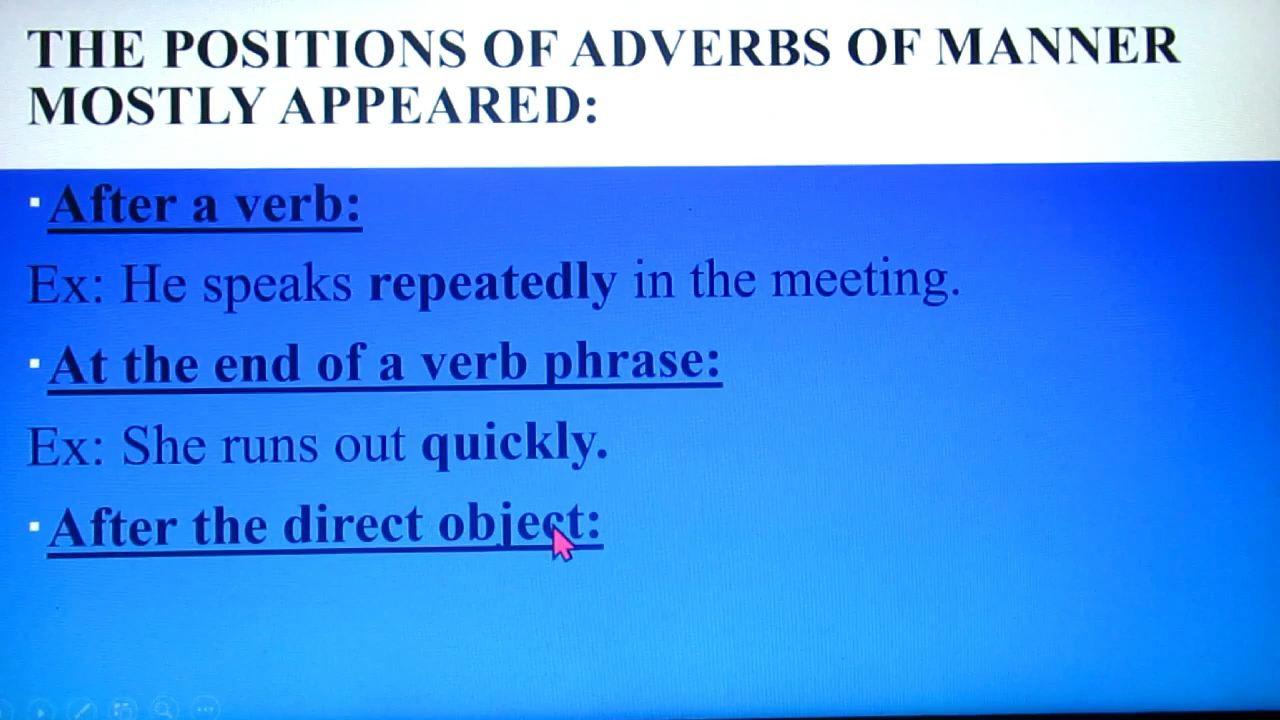 THE POSITIONS OF ADVERBS OF MANNER
MOSTLY APPEARED:
After a verb:
Ex: He speaks repeatedly in the meeting.
At the end of a verb phrase:
Ex: She runs out quickly.
After the direct object: